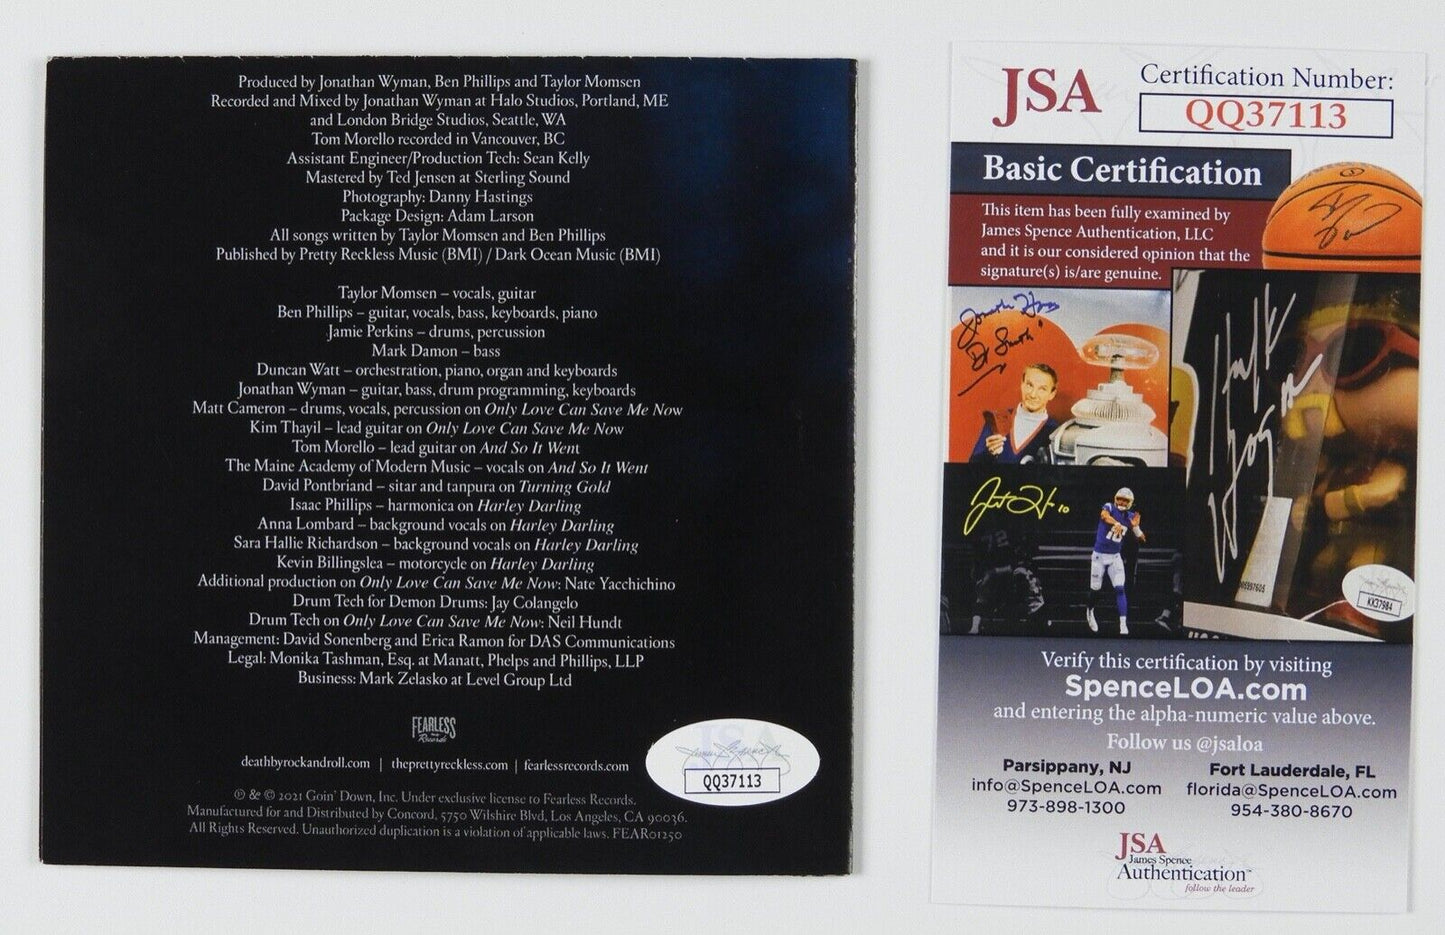 Produced by Jonathan Wyman, Ben Phillips and Taylor Momsen
Recorded and Mixed by Jonathan Wyman at Halo Studios, Portland, ME
and London Bridge Studios, Seattle, WA
Tom Morello recorded in Vancouver, BC
Assistant Engineer/Production Tech: Sean Kelly
Mastered by Ted Jensen at Sterling Sound
Photography: Danny Hastings
Package Design: Adam Larson
All songs written by Taylor Momsen and Ben Phillips
Published by Pretty Reckless Music (BMI) / Dark Ocean Music (BMI)
Taylor Momsen – vocals, guitar
Ben Phillips – guitar, vocals, bass, keyboards, piano
Jamie Perkins – drums, percussion
Mark Damon – bass
Duncan Watt – orchestration, piano, organ and keyboards
Jonathan Wyman – guitar, bass, drum programming, keyboards
Matt Cameron – drums, vocals, percussion on Only Love Can Save Me Now
Kim Thayil – lead guitar on Only Love Can Save Me Now
Tom Morello – lead guitar on And So It Went
The Maine Academy of Modern Music – vocals on And So It Went
David Pontbriand – sitar and tanpura on Turning Gold
Isaac Phillips – harmonica on Harley Darling
Anna Lombard – background vocals on Harley Darling
Sara Hallie Richardson – background vocals on Harley Darling
Kevin Billingslea – motorcycle on Harley Darling
Additional production on Only Love Can Save Me Now: Nate Yacchichino
Drum Tech for Demon Drums: Jay Colangelo
Drum Tech on Only Love Can Save Me Now: Neil Hundt
Management: David Sonenberg and Erica Ramon for DAS Communications
Legal: Monika Tashman, Esq. at Manatt, Phelps and Phillips, LLP
Business: Mark Zelasko at Level Group Ltd
FEARLESS
Records
deathbyrockandroll.com | theprettyreckless.com | fearlessrecords.com
℗ & © 2021 Goin' Down, Inc. Under exclusive license to Fearless Records.
Manufactured for and Distributed by Concord, 5750 Wilshire Blvd, Los Angeles, CA 90036.
All Rights Reserved. Unauthorized duplication is a violation of applicable laws. FEAR01250
JSA
QQ37113
JSA
Certification Number:
QQ37113
Basic Certification
This item has been fully examined by
James Spence Authentication, LLC
and it is our considered opinion that the
signature(s) is/are genuine.
"Dr Smith"
Hulk
Hogan
10
72
KK37984
Verify this certification by visiting
SpenceLOA.com
and entering the alpha-numeric value above.
Follow us @jsaloa
Parsippany, NJ
info@SpenceLOA.com
973-898-1300
Fort Lauderdale, FL
florida@SpenceLOA.com
954-380-8670
JSA
James Spence
Authentication™
follow the leader